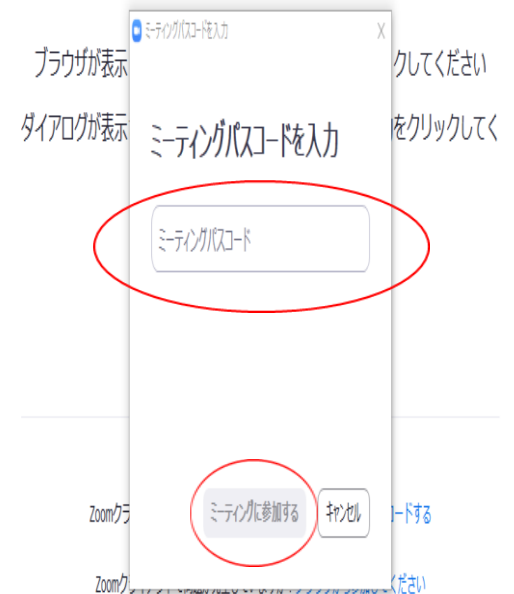 ミーティングパスコードを入力
ブラウザが表示
クしてください
ダイアログが表示
をクリックしてく
ミーティングパスコードを入力
ミーティングパスコード
ミーティングに参加する
キャンセル
Zoomクラ
ードする
Zoomク
ください